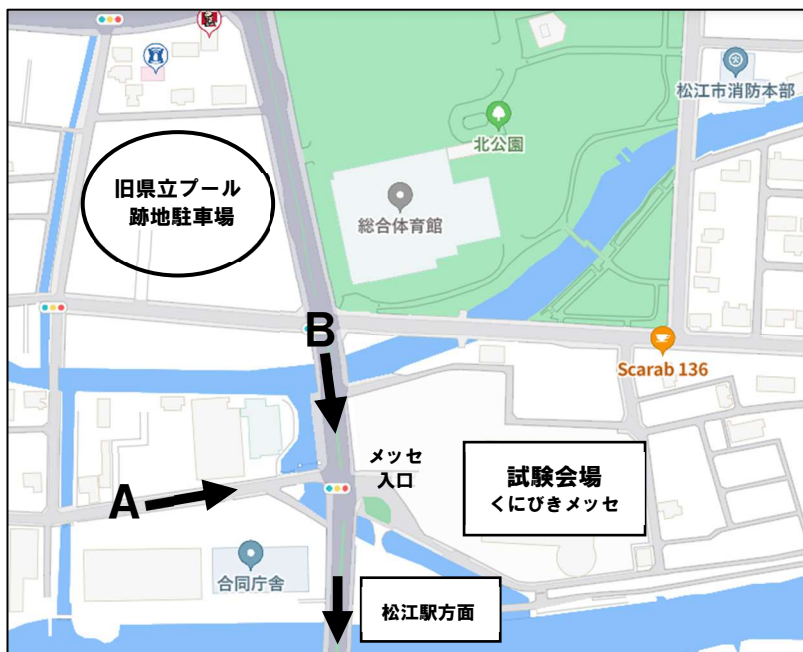 松江市消防本部
北公園
旧県立プール
跡地駐車場
総合体育館
B
Scarab 136
メッセ
入口
試験会場
くにびきメッセ
A
合同庁舎
松江駅方面